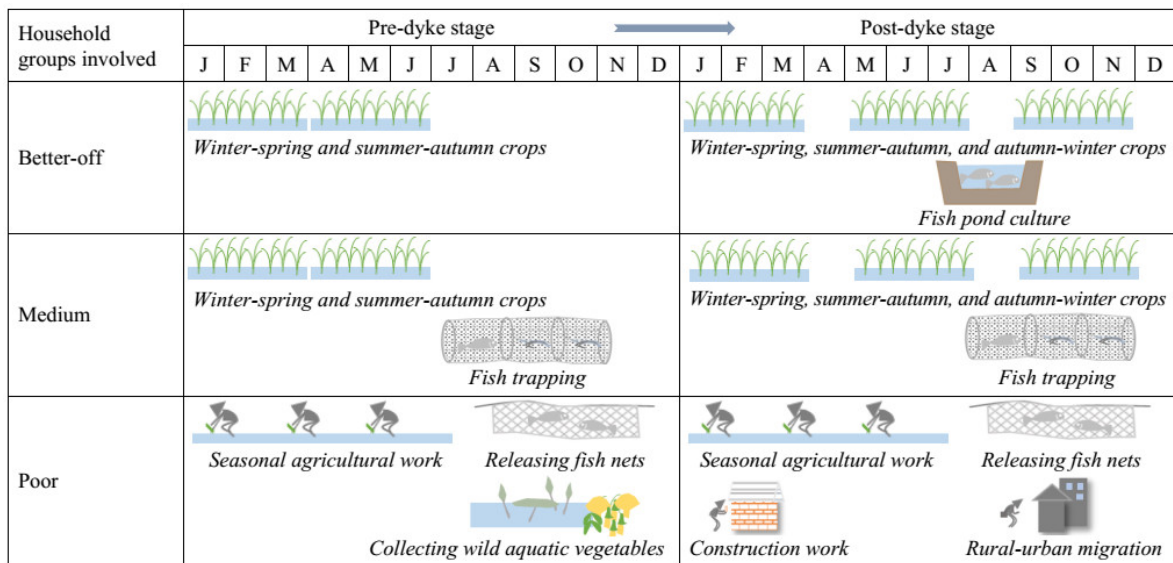 Household
groups involved
Pre-dyke stage
Post-dyke stage
J F M A M J J A S O N D
J F M A M J J A S O N D
Better-off
Winter-spring and summer-autumn crops
Winter-spring, summer-autumn, and autumn-winter crops
Fish pond culture
Medium
Winter-spring and summer-autumn crops
Winter-spring, summer-autumn, and autumn-winter crops
Fish trapping
Fish trapping
Poor
Seasonal agricultural work
Releasing fish nets
Seasonal agricultural work
Releasing fish nets
Collecting wild aquatic vegetables
Construction work
Rural-urban migration